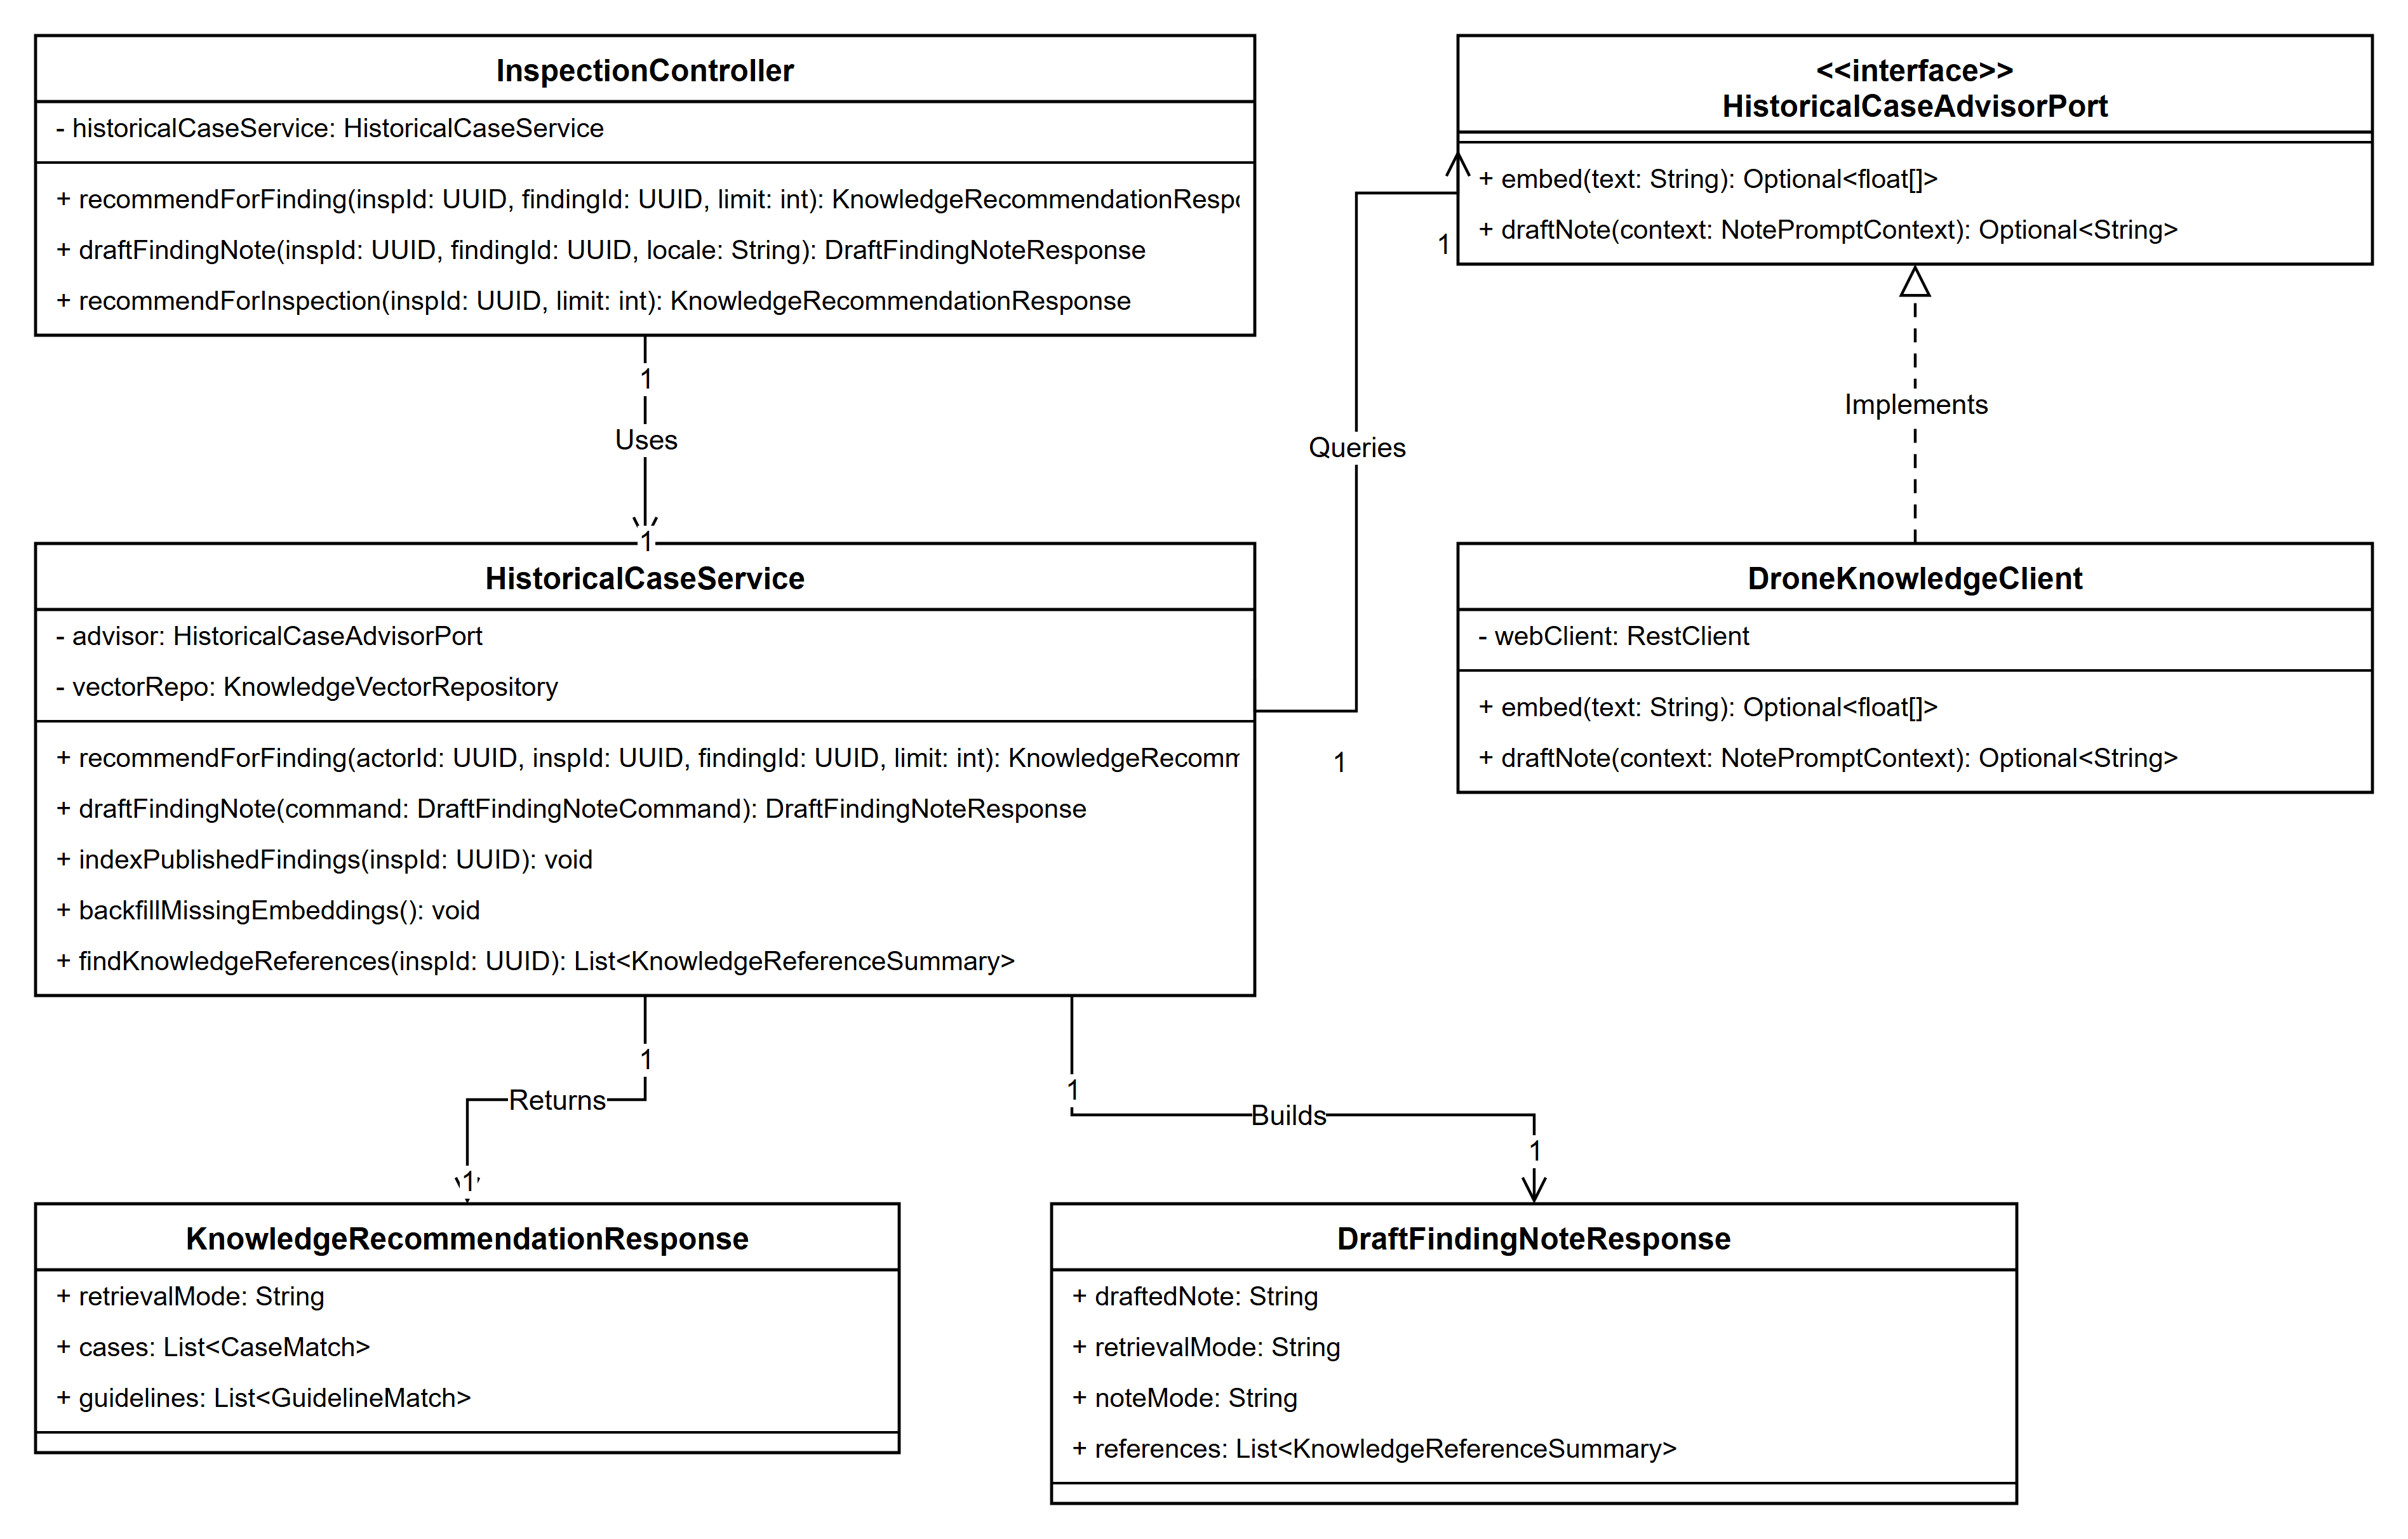 InspectionController
- historicalCaseService: HistoricalCaseService
+ recommendForFinding(inspId: UUID, findingId: UUID, limit: int): KnowledgeRecommendationRespo
+ draftFindingNote(inspId: UUID, findingId: UUID, locale: String): DraftFindingNoteResponse
+ recommendForInspection(inspId: UUID, limit: int): KnowledgeRecommendationResponse
<<interface>>
HistoricalCaseAdvisorPort
+ embed(text: String): Optional<float[]>
+ draftNote(context: NotePromptContext): Optional<String>
1
1
Uses
1
Queries
1
Implements
HistoricalCaseService
- advisor: HistoricalCaseAdvisorPort
- vectorRepo: KnowledgeVectorRepository
+ recommendForFinding(actorId: UUID, inspId: UUID, findingId: UUID, limit: int): KnowledgeRecomm
+ draftFindingNote(command: DraftFindingNoteCommand): DraftFindingNoteResponse
+ indexPublishedFindings(inspId: UUID): void
+ backfillMissingEmbeddings(): void
+ findKnowledgeReferences(inspId: UUID): List<KnowledgeReferenceSummary>
DroneKnowledgeClient
- webClient: RestClient
+ embed(text: String): Optional<float[]>
+ draftNote(context: NotePromptContext): Optional<String>
1
Returns
1
1
Builds
1
KnowledgeRecommendationResponse
+ retrievalMode: String
+ cases: List<CaseMatch>
+ guidelines: List<GuidelineMatch>
DraftFindingNoteResponse
+ draftedNote: String
+ retrievalMode: String
+ noteMode: String
+ references: List<KnowledgeReferenceSummary>